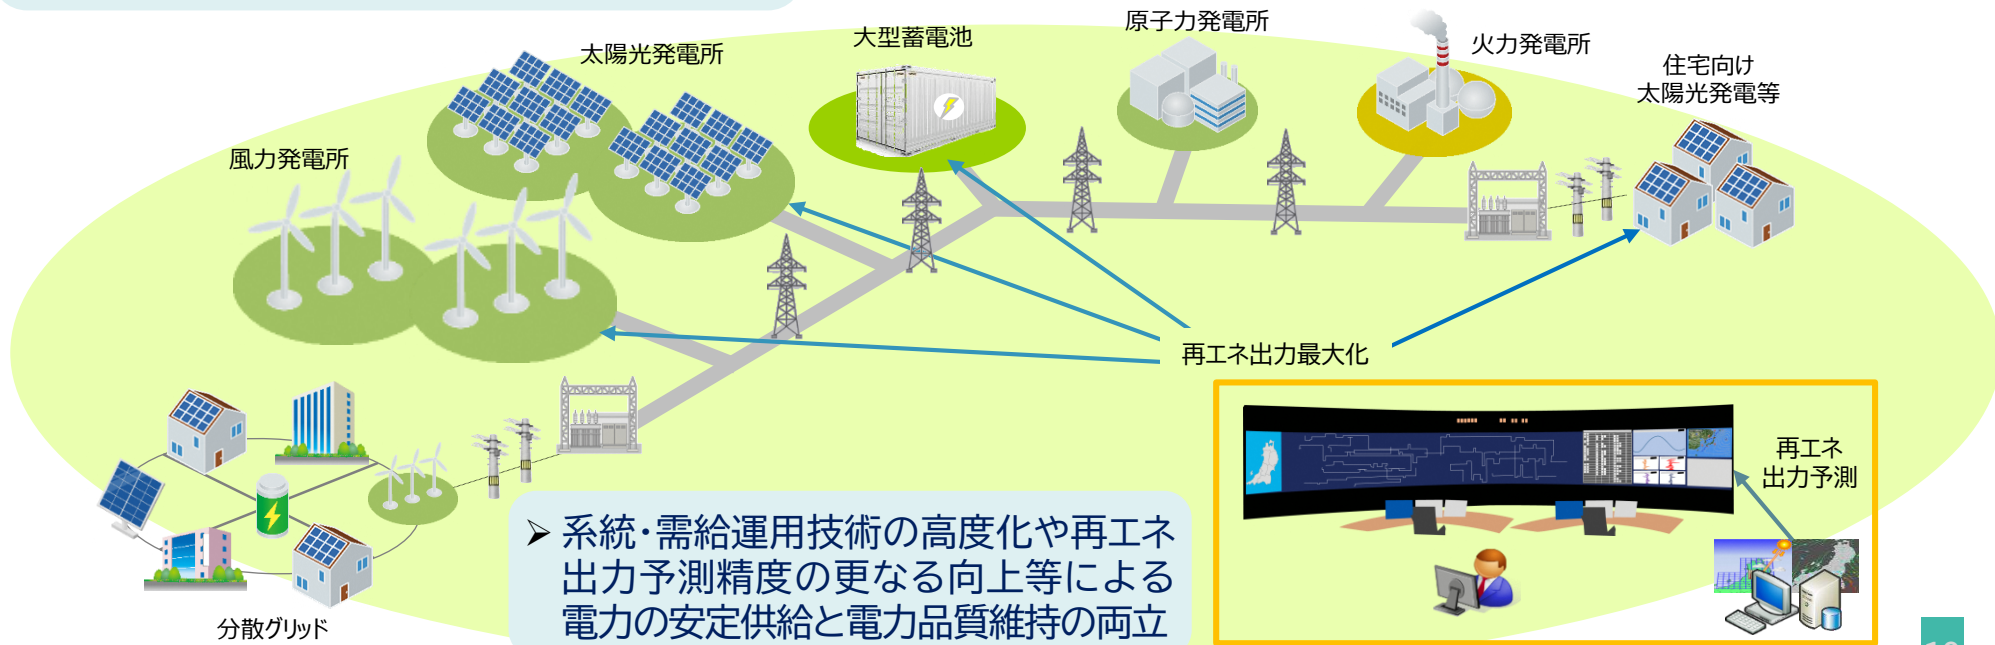 原子力発電所
大型蓄電池
火力発電所
太陽光発電所
住宅向け
太陽光発電等
風力発電所
再エネ出力最大化
再エネ
出力予測
➢ 系統・需給運用技術の高度化や再エネ
出力予測精度の更なる向上等による
電力の安定供給と電力品質維持の両立
分散グリッド